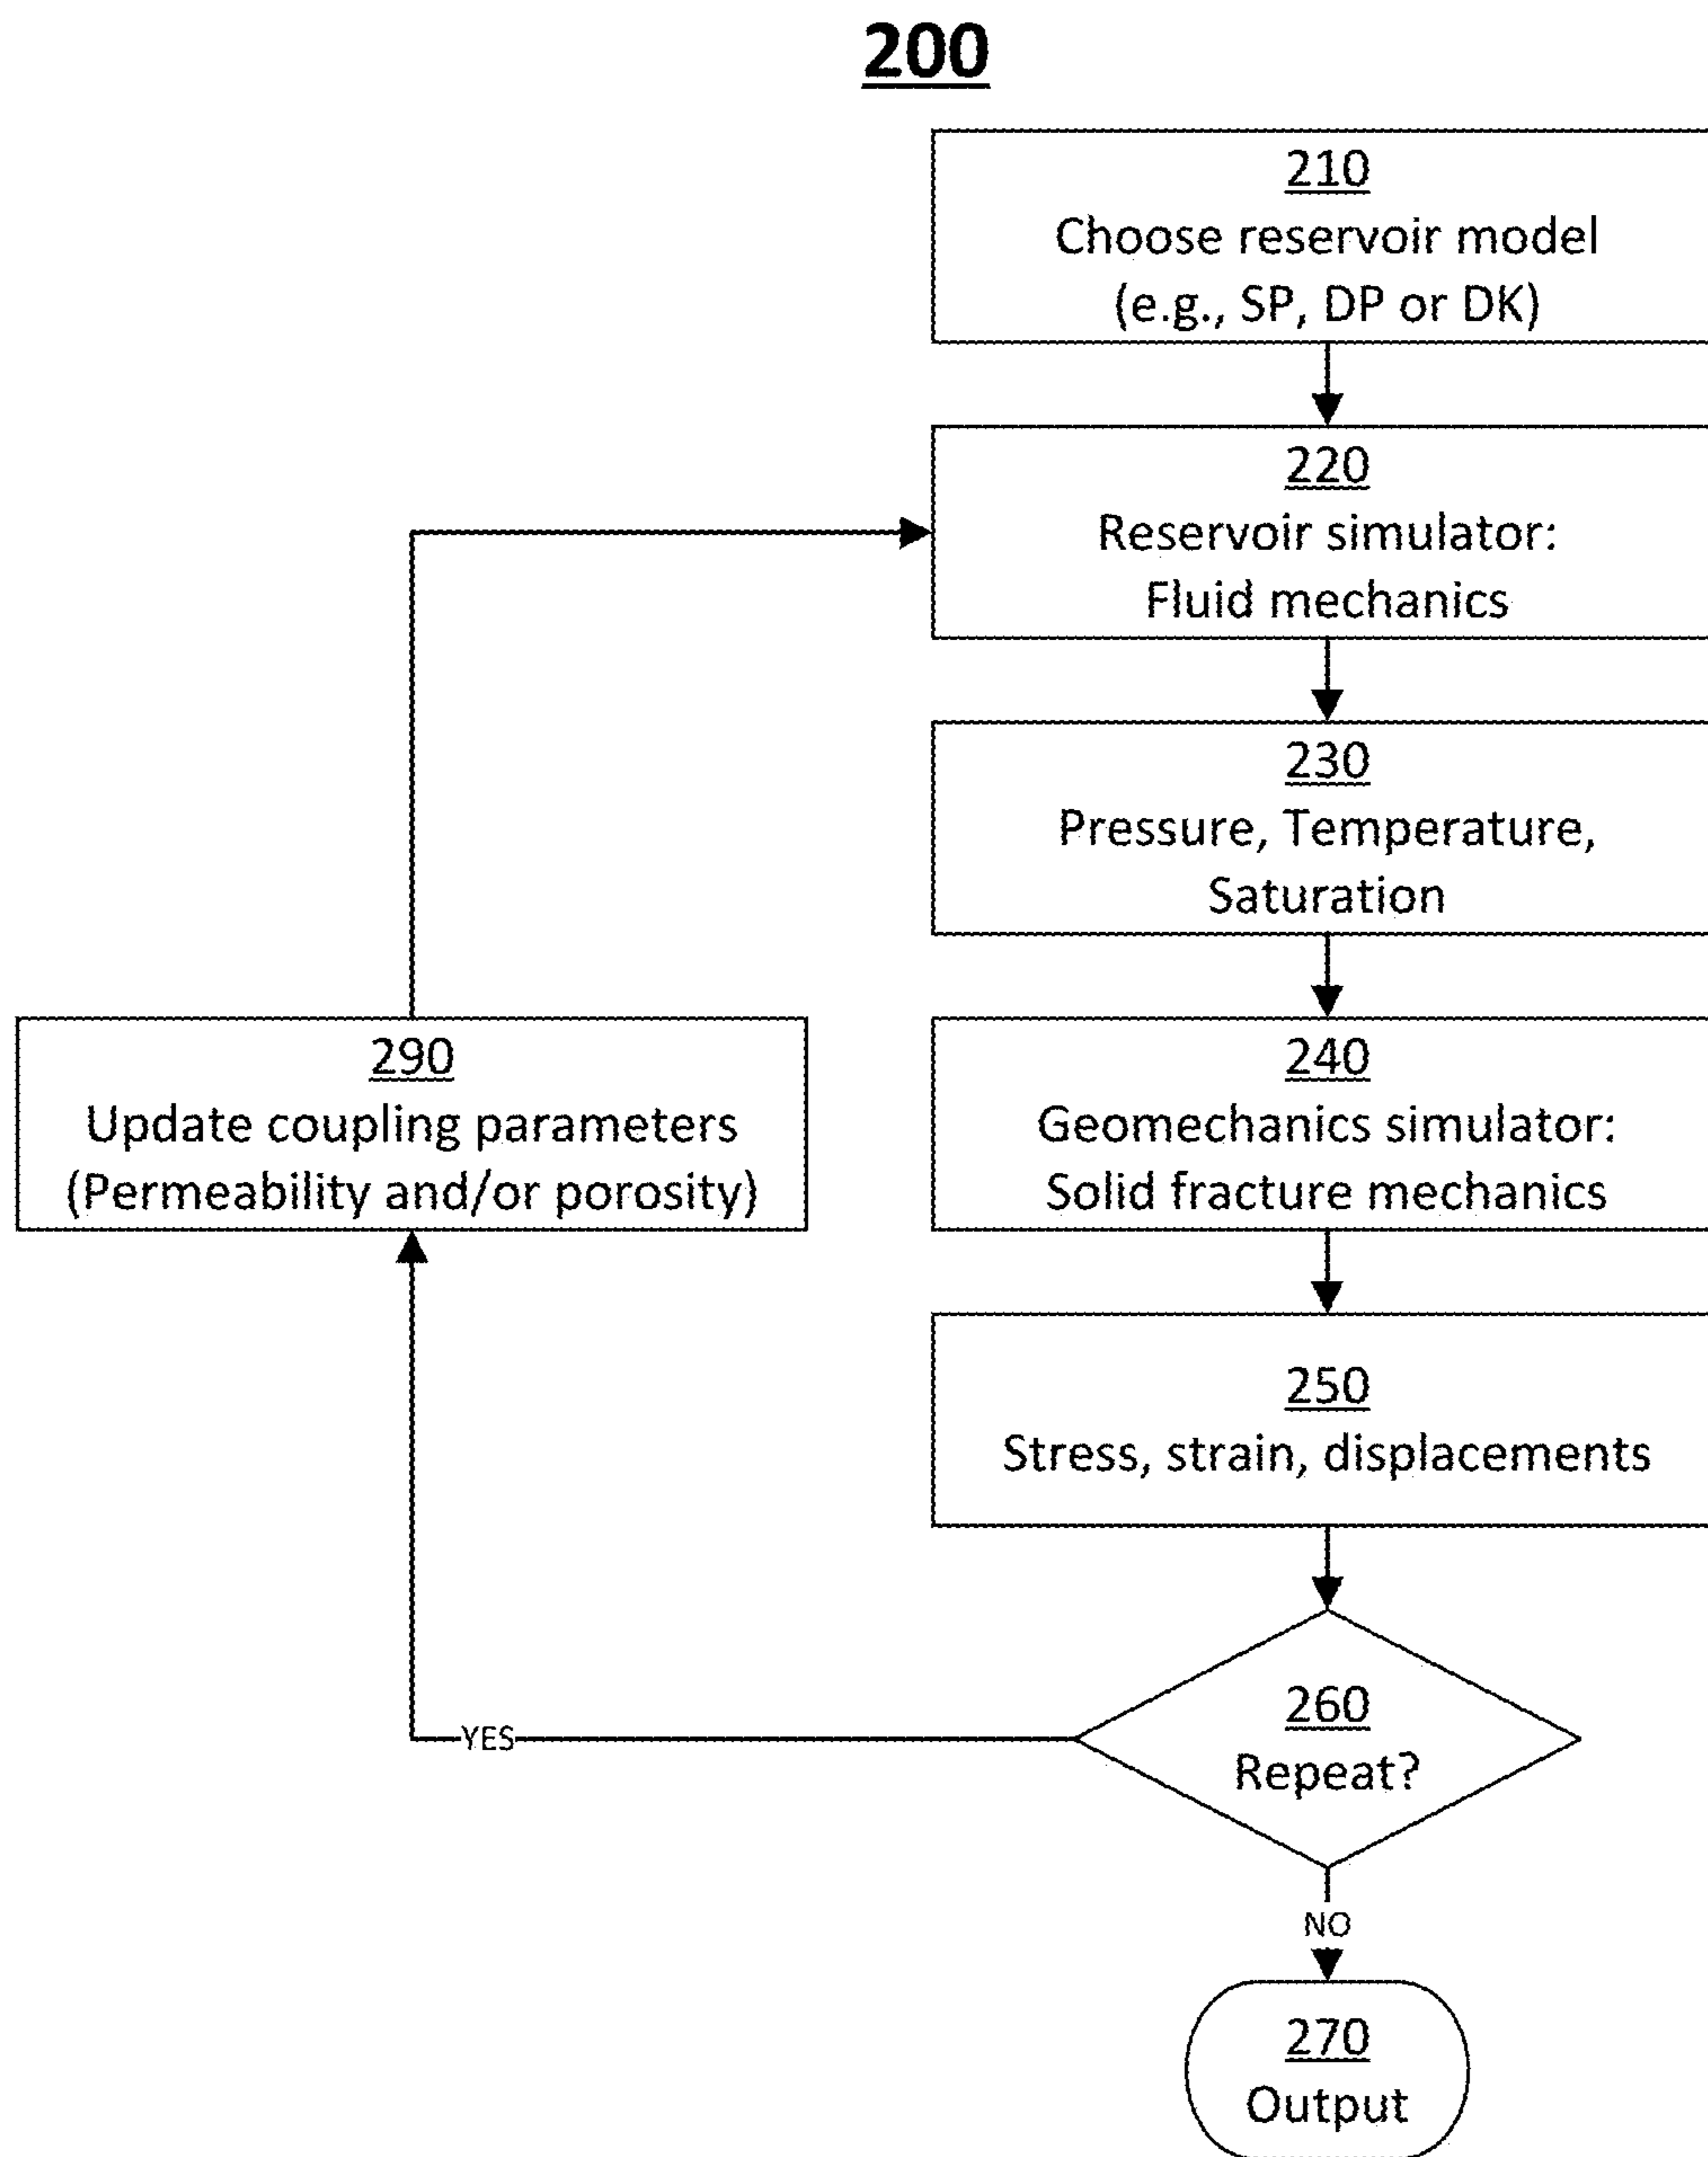 200
210
Choose reservoir model
(e.g., SP, DP or DK)
220
Reservoir simulator:
Fluid mechanics
230
Pressure, Temperature,
Saturation
290
Update coupling parameters
(Permeability and/or porosity)
240
Geomechanics simulator:
Solid fracture mechanics
250
Stress, strain, displacements
260
Repeat?
YES
NO
270
Output